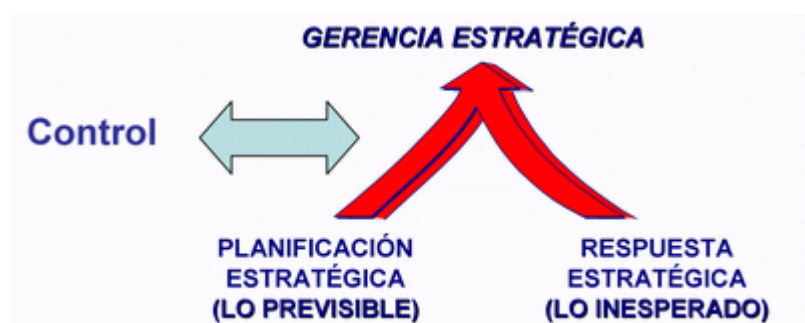 GERENCIA ESTRATÉGICA
Control
PLANIFICACIÓN
ESTRATÉGICA
(LO PREVISIBLE)
RESPUESTA
ESTRATÉGICA
(LO INESPERADO)